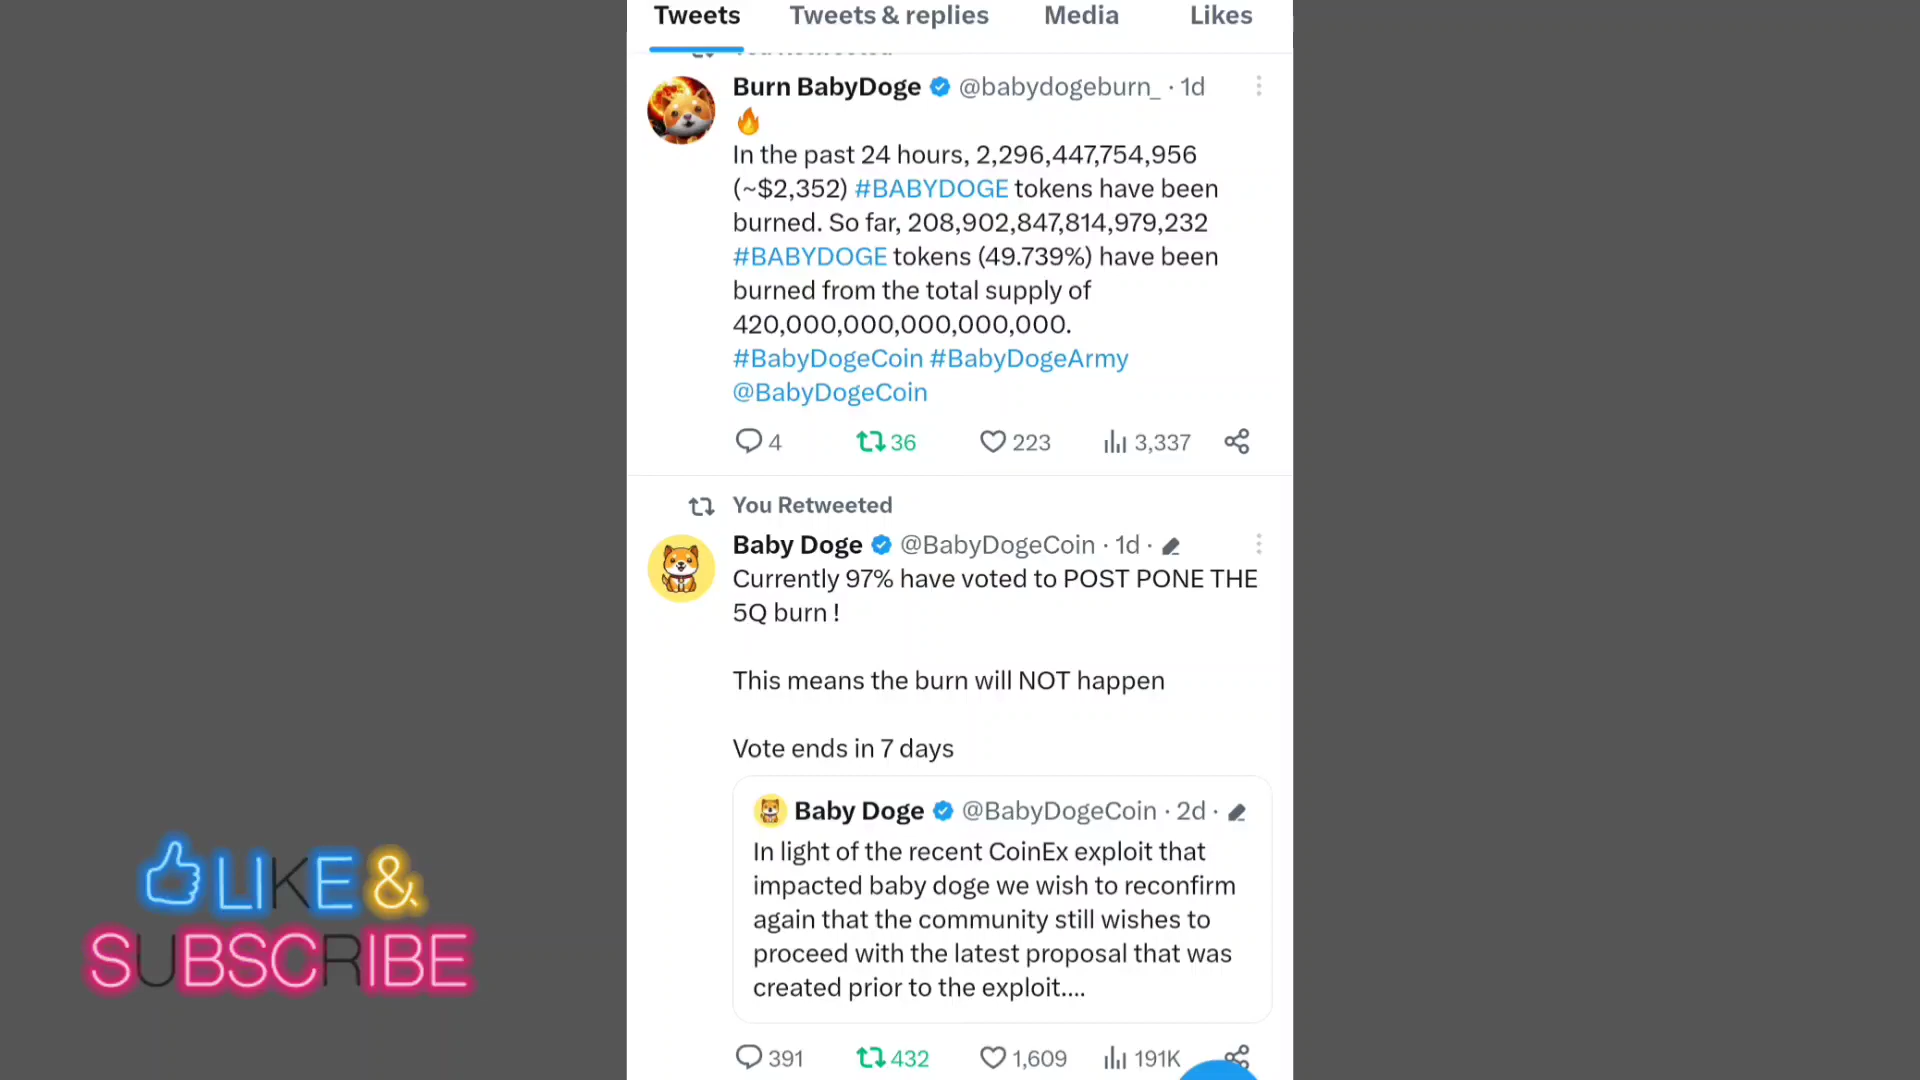 Tweets Tweets & replies Media Likes
Burn BabyDoge @babydogeburn_ · 1d
🔥
In the past 24 hours, 2,296,447,754,956
(~$2,352) #BABYDOGE tokens have been
burned. So far, 208,902,847,814,979,232
#BABYDOGE tokens (49.739%) have been
burned from the total supply of
420,000,000,000,000,000.
#BabyDogeCoin #BabyDogeArmy
@BabyDogeCoin
4 36 223 3,337
You Retweeted
Baby Doge @BabyDogeCoin · 1d ·
Currently 97% have voted to POST PONE THE
5Q burn !
This means the burn will NOT happen
Vote ends in 7 days
Baby Doge @BabyDogeCoin · 2d ·
In light of the recent CoinEx exploit that
impacted baby doge we wish to reconfirm
again that the community still wishes to
proceed with the latest proposal that was
created prior to the exploit....
391 432 1,609 191K
LIKE &
SUBSCRIBE